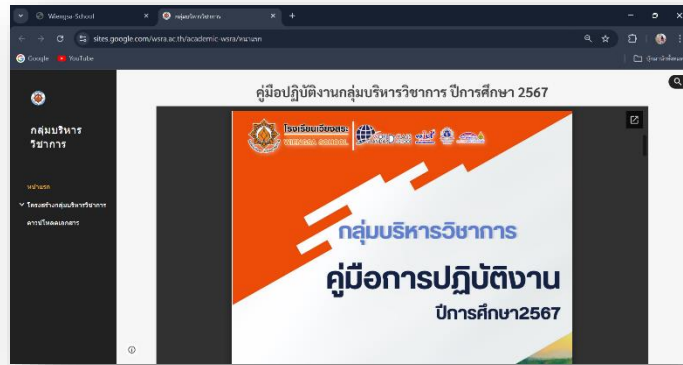 Wiengsa-School
กลุ่มบริหารวิชาการ
sites.google.com/wsra.ac.th/academic-wsra/หน้าแรก
Google
YouTube
กลุ่มบริหาร
วิชาการ
หน้าแรก
โครงสร้างกลุ่มบริหารวิชาการ
ดาวน์โหลดเอกสาร
คู่มือปฏิบัติงานกลุ่มบริหารวิชาการ ปีการศึกษา 2567
โรงเรียนเวียงสระ
WIENGSA SCHOOL
กลุ่มบริหารวิชาการ
คู่มือการปฏิบัติงาน
ปีการศึกษา2567